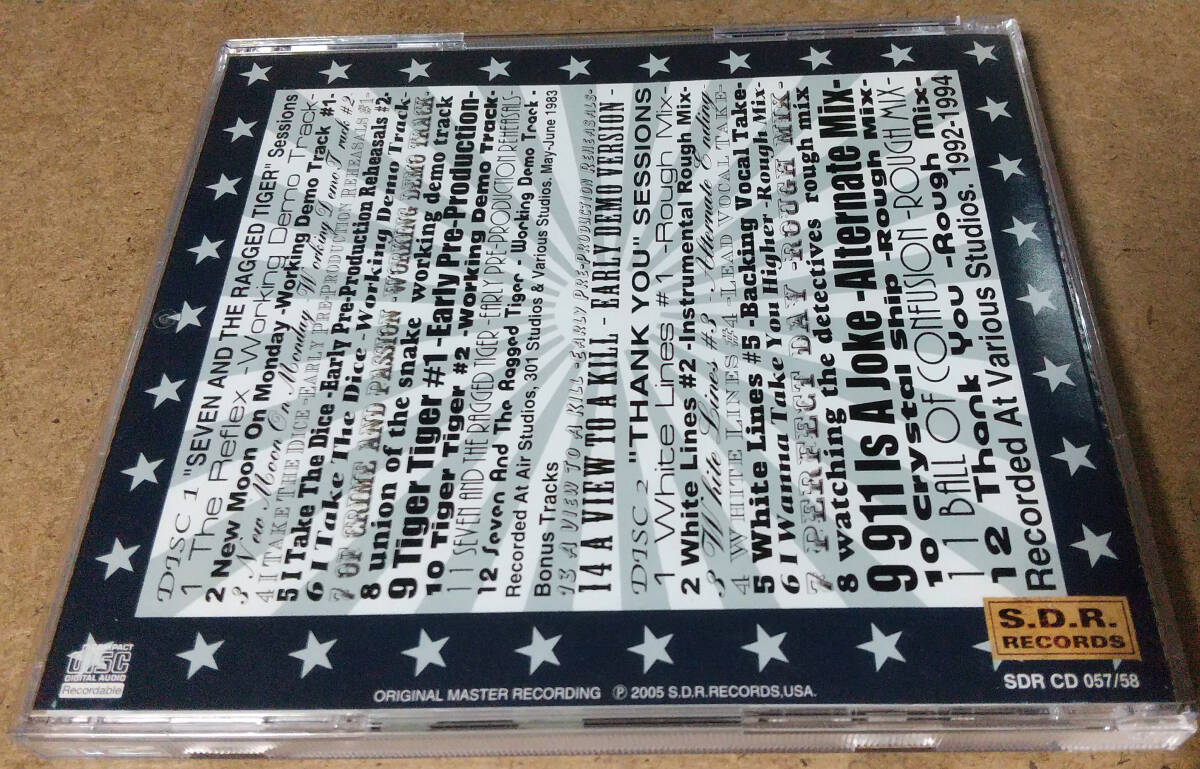 DISC 1 "SEVEN AND THE RAGGED TIGER" Sessions
1 The Reflex -Working Demo Track-
2 New Moon On Monday -Working Demo Track #1-
3 New Moon On Monday Working Demo Track #2
4 I TAKE THE DICE -EARLY PRE-PRODUCTION REHEARSALS #1-
5 I Take The Dice -Early Pre-Production Rehearsals #2-
6 I Take The Dice -Working Demo Track-
7 OF CRIME AND PASSION -WORKING DEMO TRACK-
8 union of the snake working demo track
9 Tiger Tiger #1 -Early Pre-Production-
10 Tiger Tiger #2 -Working Demo Track-
11 SEVEN AND THE RAGGED TIGER -EARLY PRE-PRODUCTION REHEARSALS-
12 Seven And The Ragged Tiger -Working Demo Track -
Recorded At Air Studios, 301 Studios & Various Studios. May-June 1983
Bonus Tracks
13 A VIEW TO A KILL -EARLY PRE-PRODUCTION REHEARSALS-
14 A VIEW TO A KILL - EARLY DEMO VERSION -
DISC 2 "THANK YOU" SESSIONS
1 White Lines #1 -Rough Mix-
2 White Lines #2 -Instrumental Rough Mix-
3 White Lines #3 -Alternate Ending
4 WHITE LINES #4 -LEAD VOCAL TAKE-
5 White Lines #5 -Backing Vocal Take-
6 I Wanna Take You Higher -Rough Mix-
7 PERFECT DAY -ROUGH MIX-
8 watching the detectives rough mix
9 911 Is A Joke -Alternate Mix-
10 Crystal Ship -Rough Mix-
11 BALL OF CONFUSION -ROUGH MIX-
12 Thank You -Rough Mix-
Recorded At Various Studios. 1992-1994
S.D.R.
RECORDS
COMPACT
DISC
DIGITAL AUDIO
Recordable
ORIGINAL MASTER RECORDING Ⓟ 2005 S.D.R.RECORDS,USA.
SDR CD 057/58